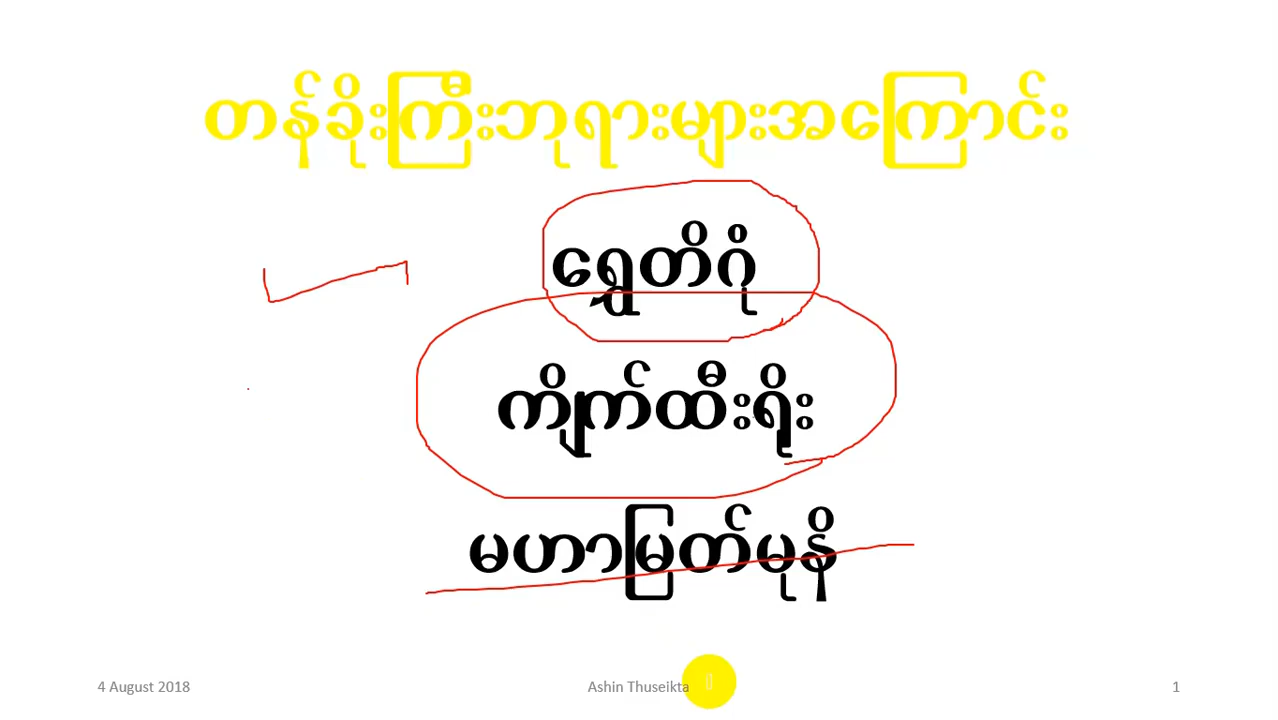 တန်ခိုးကြီးဘုရားများအကြောင်း
ရွှေတိဂုံ
ကျိုက်ထီးရိုး
မဟာမြတ်မုနိ
4 August 2018 Ashin Thuseikta 1